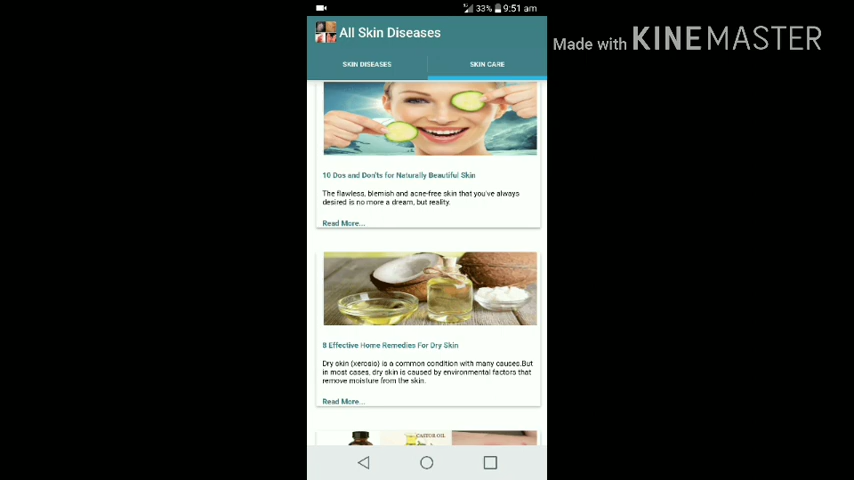 33% 9:51 am
All Skin Diseases
Made with KINEMASTER
SKIN DISEASES SKIN CARE
10 Dos and Don'ts for Naturally Beautiful Skin
The flawless, blemish and acne-free skin that you've always
desired is no more a dream, but reality.
Read More...
8 Effective Home Remedies For Dry Skin
Dry skin (xerosis) is a common condition with many causes.But
in most cases, dry skin is caused by environmental factors that
remove moisture from the skin.
Read More...
CASTOR OIL